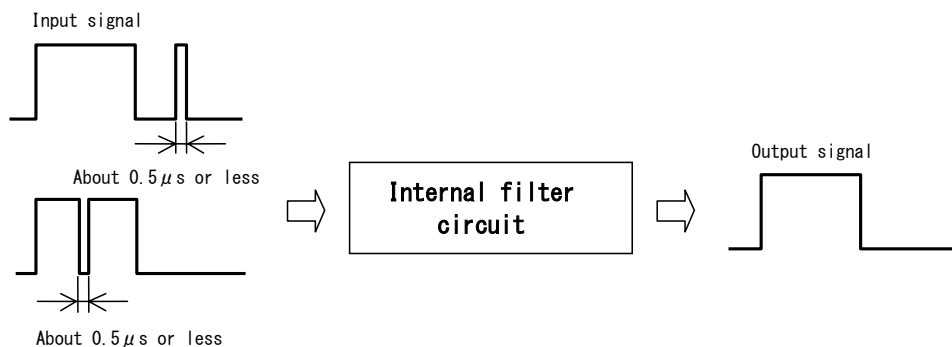 Input signal
About 0.5μs or less
Internal filter
circuit
Output signal
About 0.5μs or less